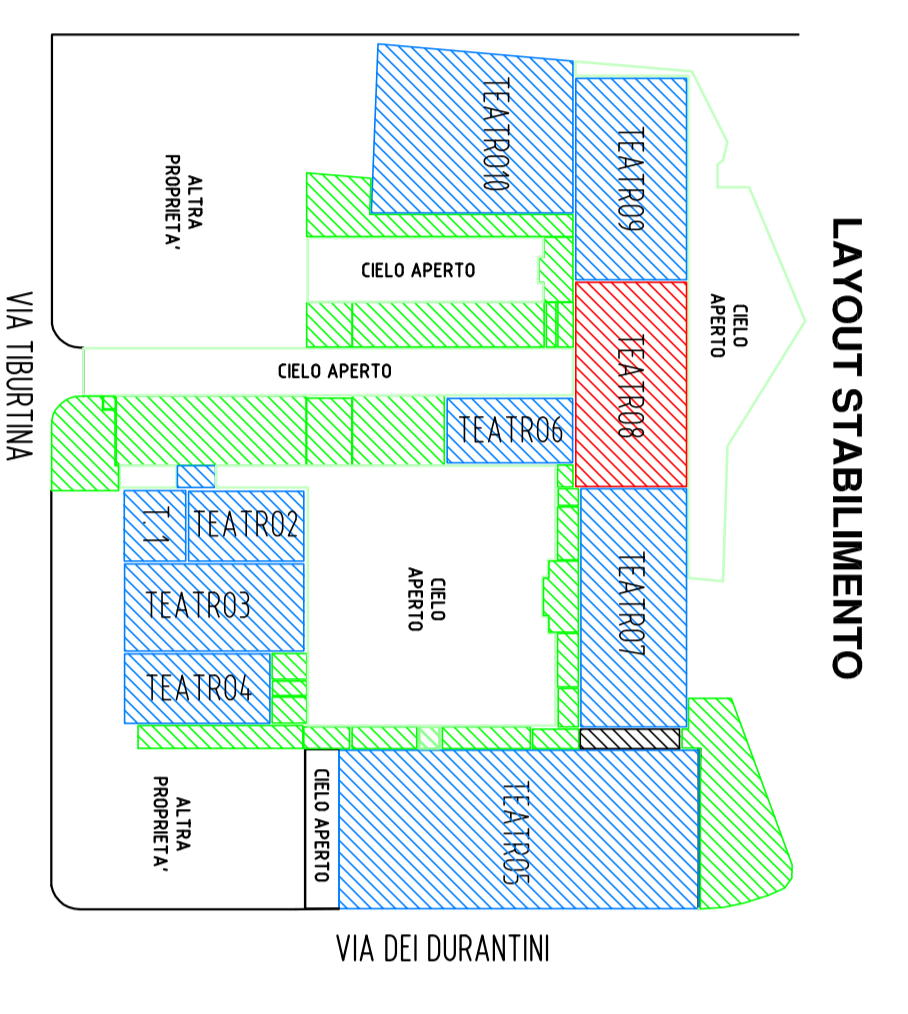 LAYOUT STABILIMENTO
TEATRO10
TEATRO9
ALTRA
PROPRIETA'
CIELO APERTO
CIELO
APERTO
TEATRO8
CIELO APERTO
VIA TIBURTINA
TEATRO6
T. 1
TEATRO2
TEATRO3
TEATRO4
CIELO
APERTO
TEATRO7
ALTRA
PROPRIETA'
CIELO APERTO
TEATRO5
VIA DEI DURANTINI